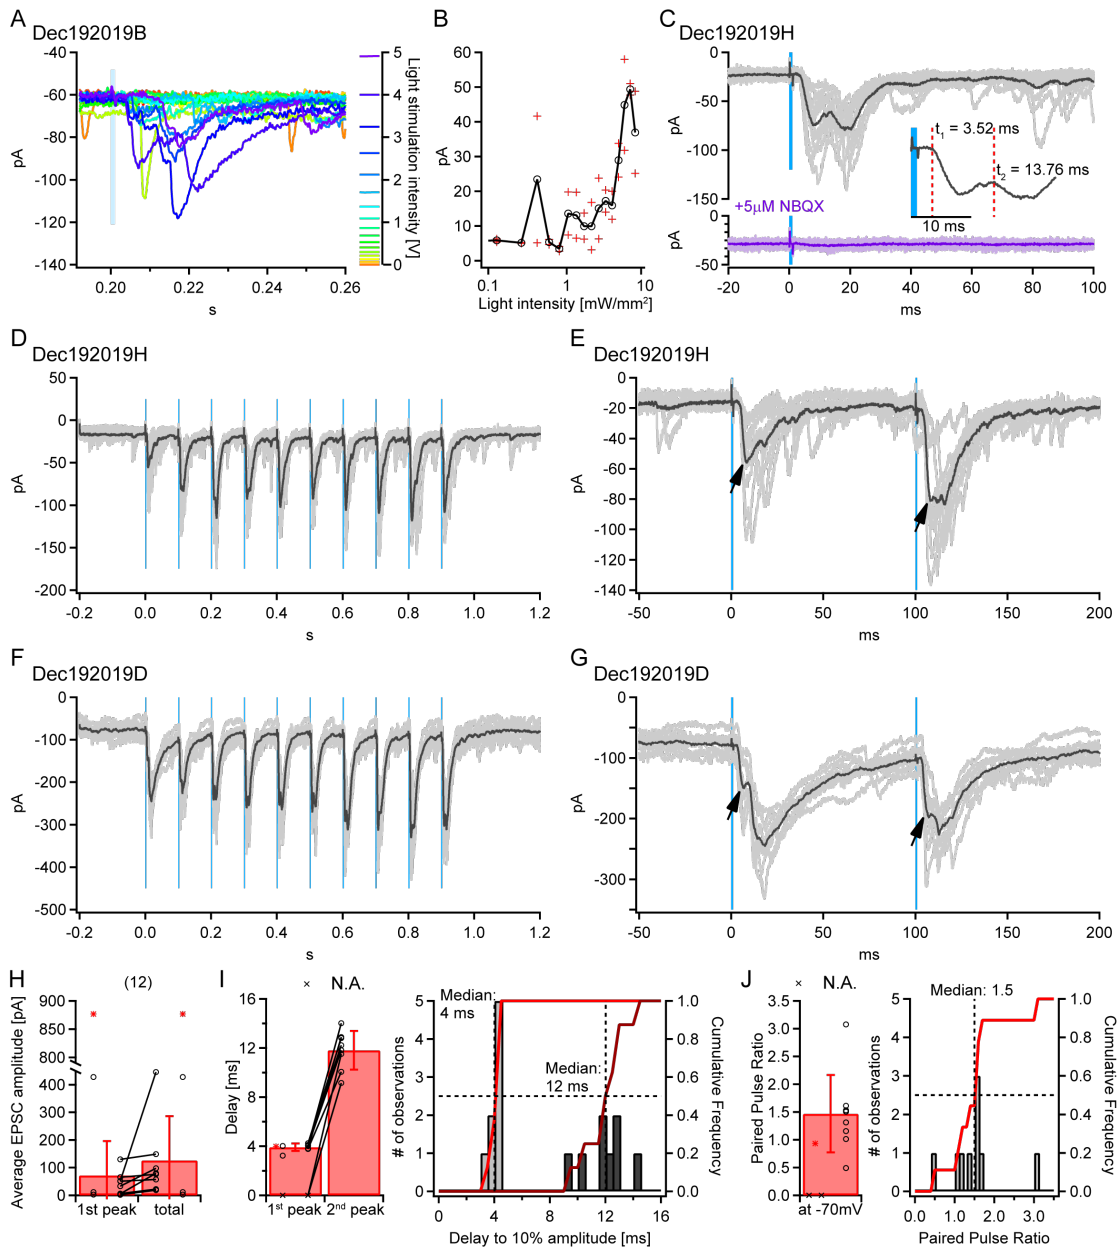 A
Dec192019B
-40
-60
-80
-100
-120
-140
pA
0.20
0.22
0.24
0.26
s
5
4
3
2
1
0
Light stimulation intensity [V]
B
60
50
40
30
20
10
0
pA
0.1
1
10
Light intensity [mW/mm²]
C
Dec192019H
0
-50
-100
-150
pA
t₁ = 3.52 ms
t₂ = 13.76 ms
10 ms
+5µM NBQX
0
-50
pA
-20
0
20
40
60
80
100
ms
D
Dec192019H
50
0
-50
-100
-150
-200
pA
-0.2
0.0
0.2
0.4
0.6
0.8
1.0
1.2
s
E
Dec192019H
0
-20
-40
-60
-80
-100
-120
-140
pA
-50
0
50
100
150
200
ms
F
Dec192019D
0
-100
-200
-300
-400
-500
pA
-0.2
0.0
0.2
0.4
0.6
0.8
1.0
1.2
s
G
Dec192019D
0
-100
-200
-300
pA
-50
0
50
100
150
200
ms
H
(12)
900
850
800
400
300
200
100
0
Average EPSC amplitude [pA]
1st peak
total
I
× N.A.
16
12
8
4
0
Delay [ms]
1st peak
2nd peak
5
4
3
2
1
0
# of observations
Median:
4 ms
Median:
12 ms
1.0
0.8
0.6
0.4
0.2
0.0
Cumulative Frequency
0
4
8
12
16
Delay to 10% amplitude [ms]
J
× N.A.
3.5
3.0
2.5
2.0
1.5
1.0
0.5
0.0
Paired Pulse Ratio
at -70mV
Median: 1.5
5
4
3
2
1
0
# of observations
1.0
0.8
0.6
0.4
0.2
0.0
Cumulative Frequency
0.0
1.0
2.0
3.0
Paired Pulse Ratio